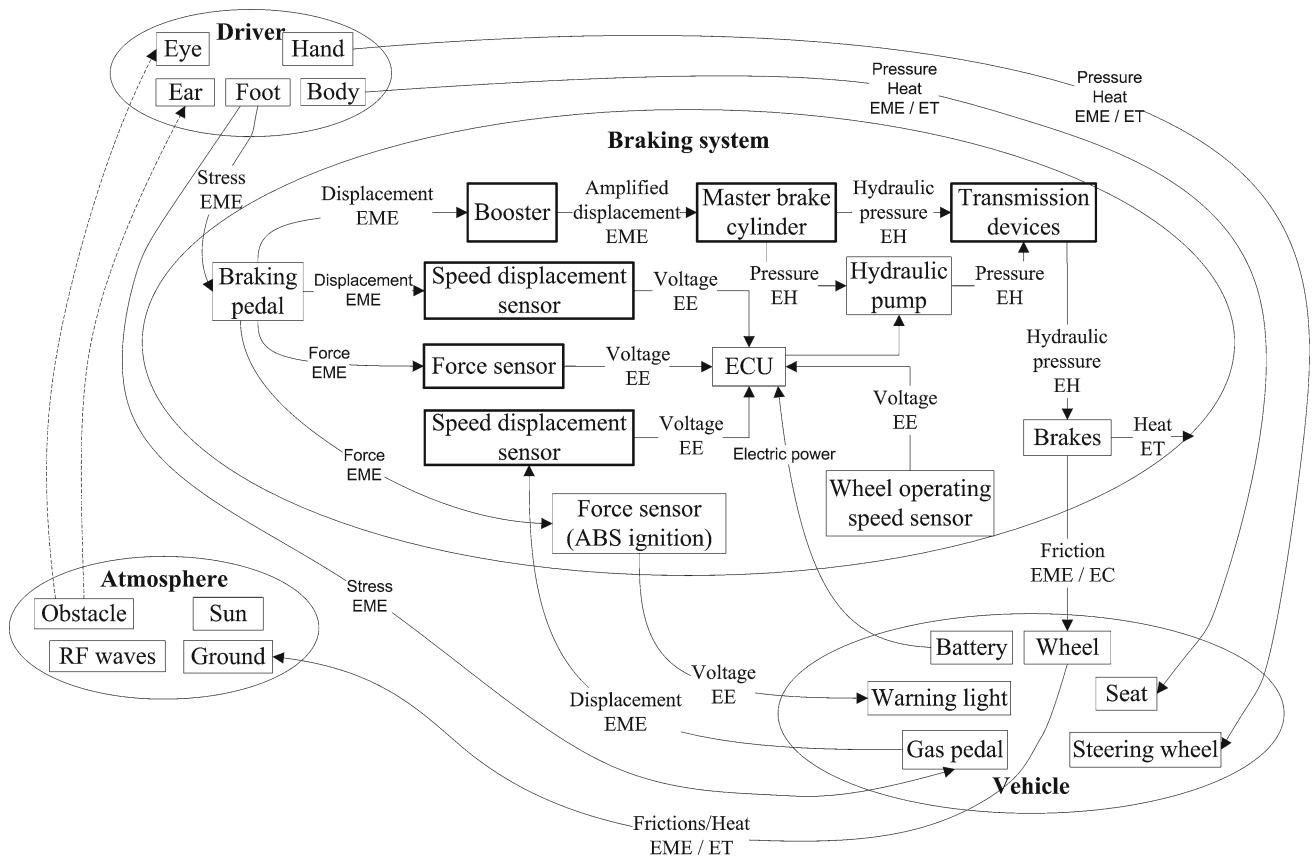 Driver
Eye
Hand
Ear
Foot
Body
Pressure
Heat
EME / ET
Pressure
Heat
EME / ET
Braking system
Stress
EME
Displacement
EME
Booster
Amplified
displacement
EME
Master brake
cylinder
Hydraulic
pressure
EH
Transmission
devices
Braking
pedal
Displacement
EME
Speed displacement
sensor
Voltage
EE
Pressure
EH
Hydraulic
pump
Pressure
EH
Force
EME
Force sensor
Voltage
EE
ECU
Hydraulic
pressure
EH
Voltage
EE
Speed displacement
sensor
Voltage
EE
Electric power
Brakes
Heat
ET
Force
EME
Force sensor
(ABS ignition)
Wheel operating
speed sensor
Friction
EME / EC
Atmosphere
Obstacle
Sun
RF waves
Ground
Stress
EME
Battery
Wheel
Voltage
EE
Warning light
Seat
Displacement
EME
Gas pedal
Steering wheel
Vehicle
Frictions/Heat
EME / ET